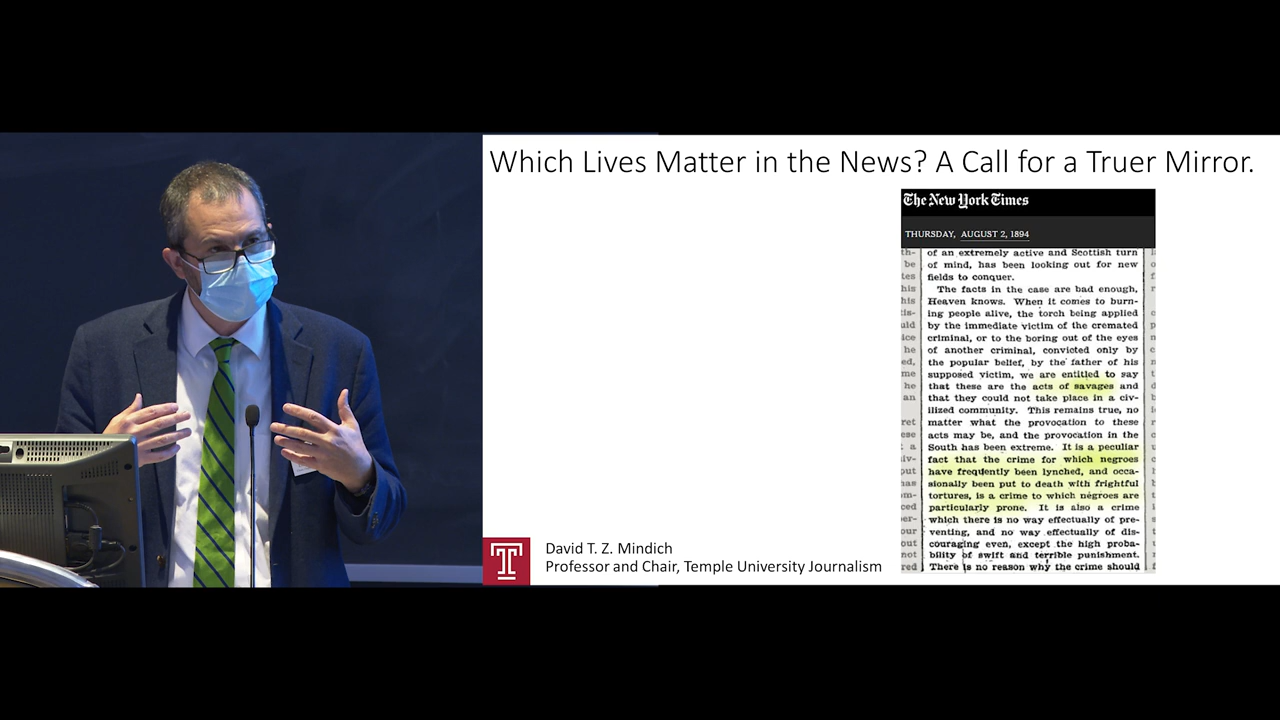 Which Lives Matter in the News? A Call for a Truer Mirror.
The New York Times
THURSDAY, AUGUST 2, 1894
of an extremely active and Scottish turn
of mind, has been looking out for new
fields to conquer.
The facts in the case are bad enough,
Heaven knows. When it comes to burn-
ing people alive, the torch being applied
by the immediate victim of the cremated
criminal, or to the boring out of the eyes
of another criminal, convicted only by
the popular belief, by the father of his
supposed victim, we are entitled to say
that these are the acts of savages and
that they could not take place in a civ-
ilized community. This remains true, no
matter what the provocation to these
acts may be, and the provocation in the
South has been extreme. It is a peculiar
fact that the crime for which negroes
have frequently been lynched, and occa-
sionally been put to death with frightful
tortures, is a crime to which negroes are
particularly prone. It is also a crime
which there is no way effectually of pre-
venting, and no way effectually of dis-
couraging even, except the high proba-
bility of swift and terrible punishment.
There is no reason why the crime should
T
David T. Z. Mindich
Professor and Chair, Temple University Journalism